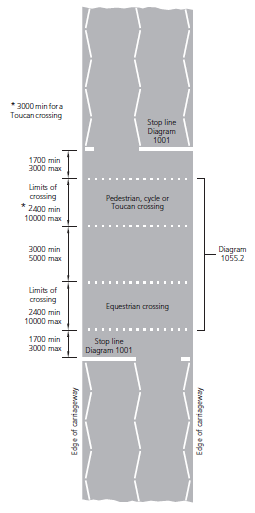 * 3000 min for a
Toucan crossing
Stop line
Diagram
1001
1700 min
3000 max
Limits of
crossing
* 2400 min
10000 max
Pedestrian, cycle or
Toucan crossing
3000 min
5000 max
Diagram
1055.2
Limits of
crossing
2400 min
10000 max
Equestrian crossing
1700 min
3000 max
Stop line
Diagram 1001
Edge of carriageway
Edge of carriageway